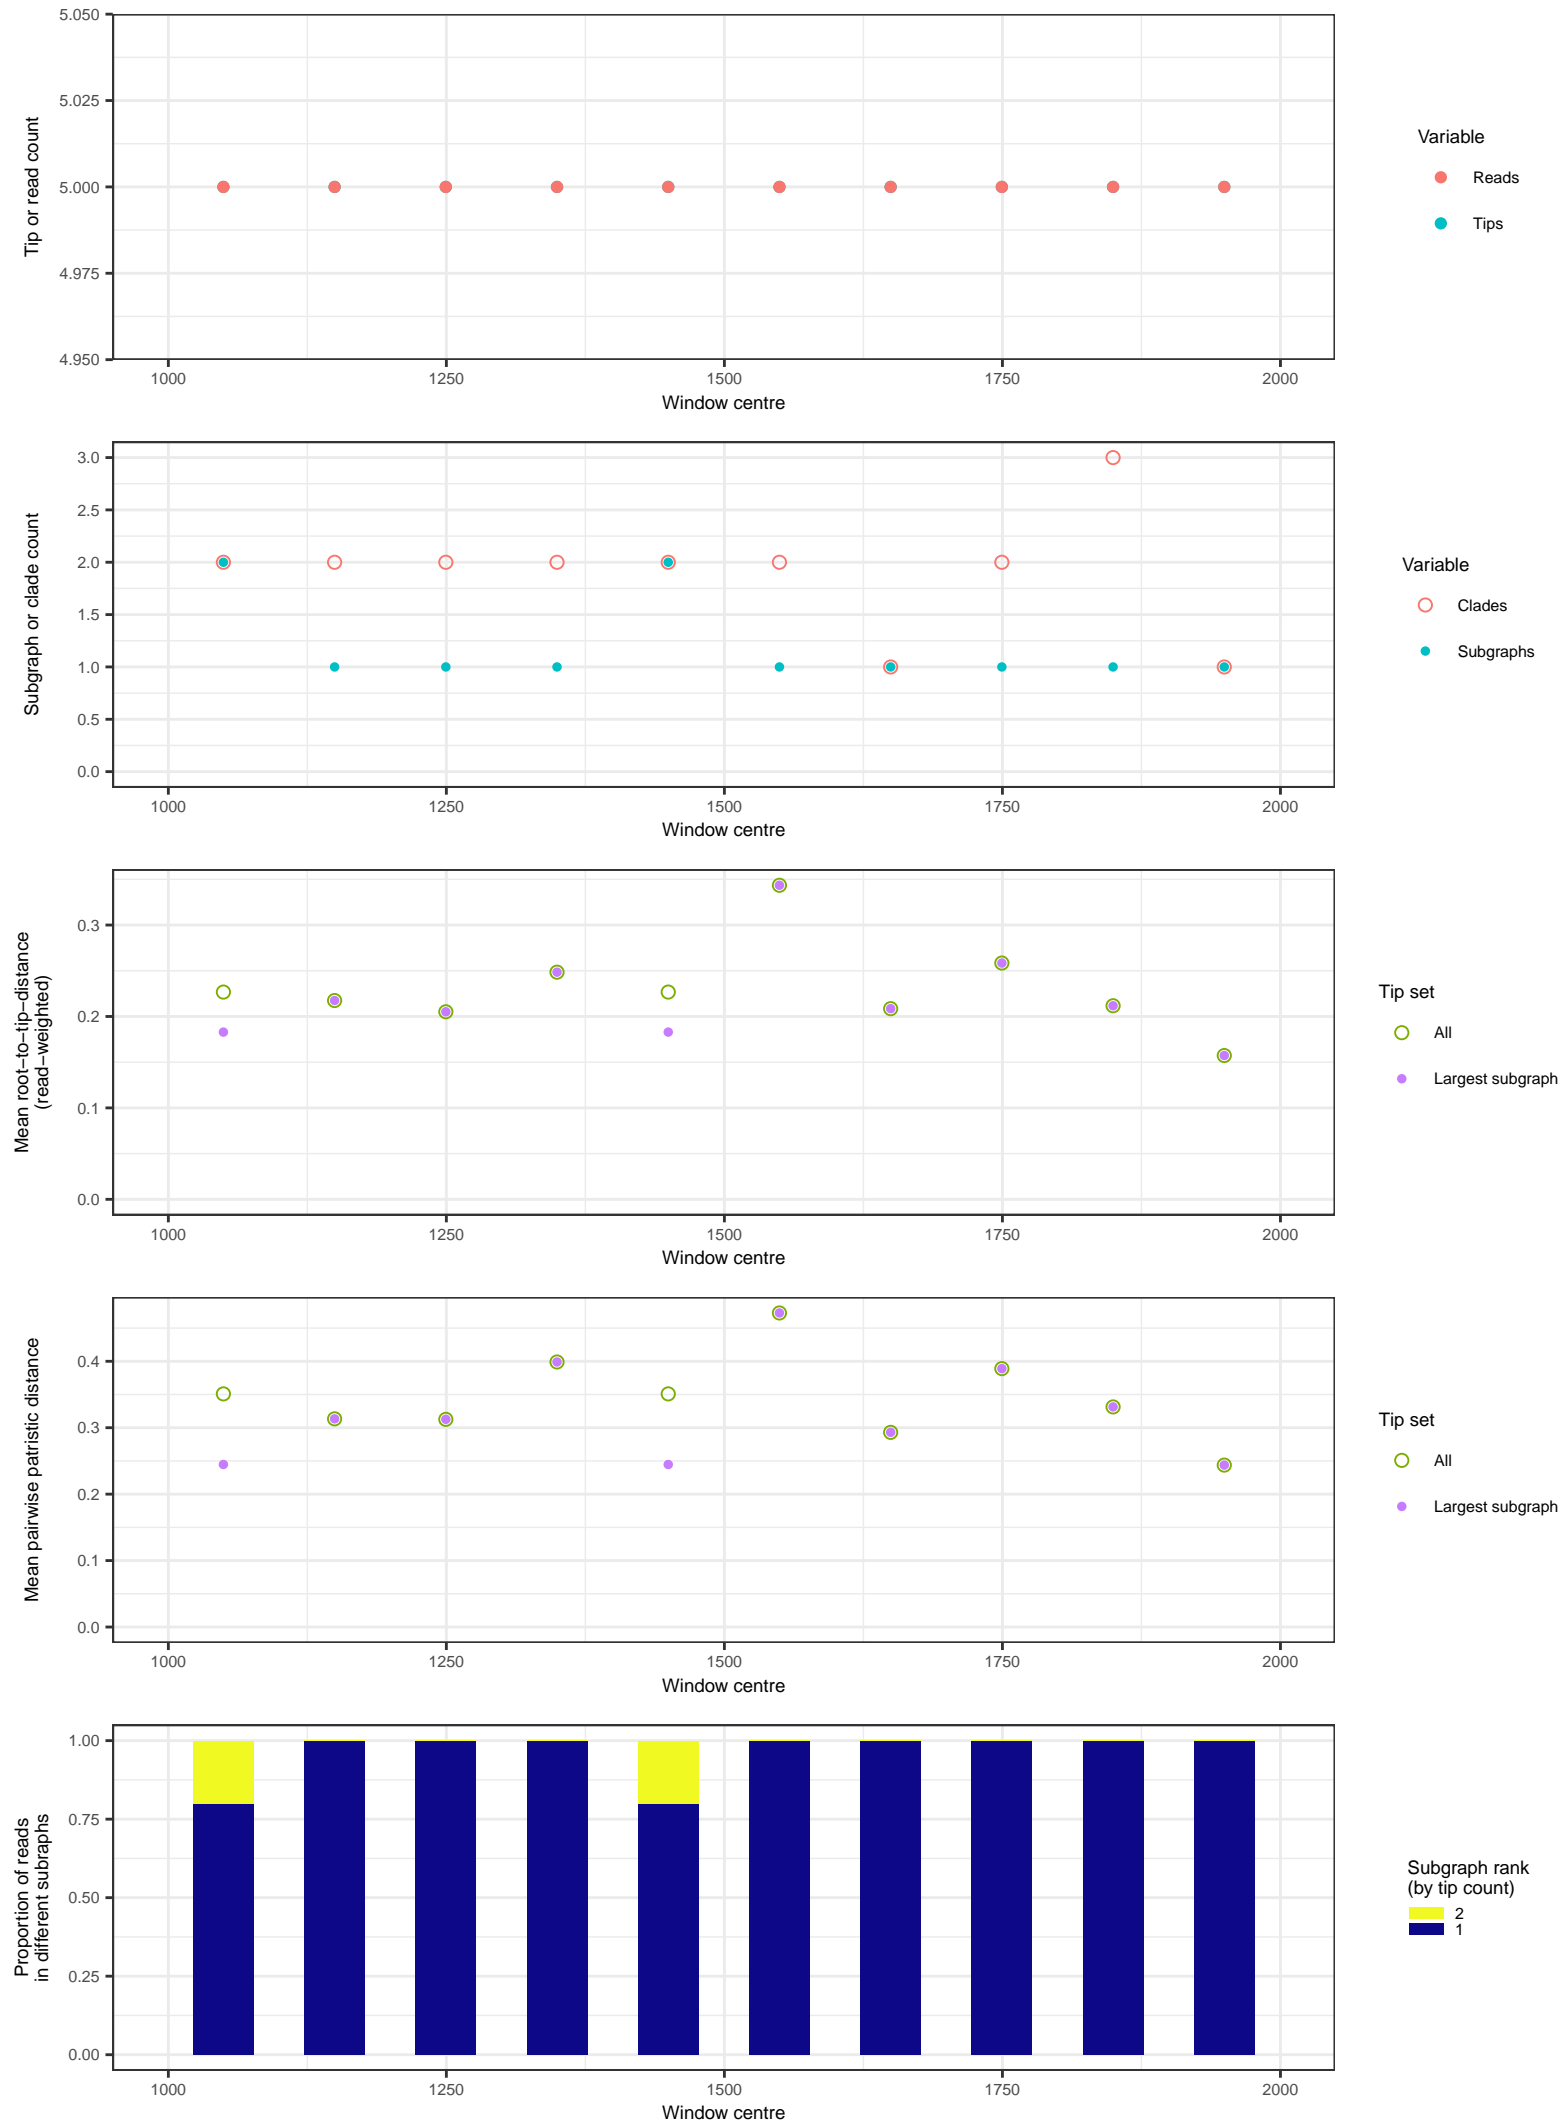 5.050
5.025
5.000
4.975
4.950
Tip or read count
1000 1250 1500 1750 2000
Window centre
Variable
Reads
Tips
3.0
2.5
2.0
1.5
1.0
0.5
0.0
Subgraph or clade count
1000 1250 1500 1750 2000
Window centre
Variable
Clades
Subgraphs
0.3
0.2
0.1
0.0
Mean root−to−tip−distance
(read−weighted)
1000 1250 1500 1750 2000
Window centre
Tip set
All
Largest subgraph
0.4
0.3
0.2
0.1
0.0
Mean pairwise patristic distance
1000 1250 1500 1750 2000
Window centre
Tip set
All
Largest subgraph
1.00
0.75
0.50
0.25
0.00
Proportion of reads
in different subraphs
1000 1250 1500 1750 2000
Window centre
Subgraph rank
(by tip count)
2
1